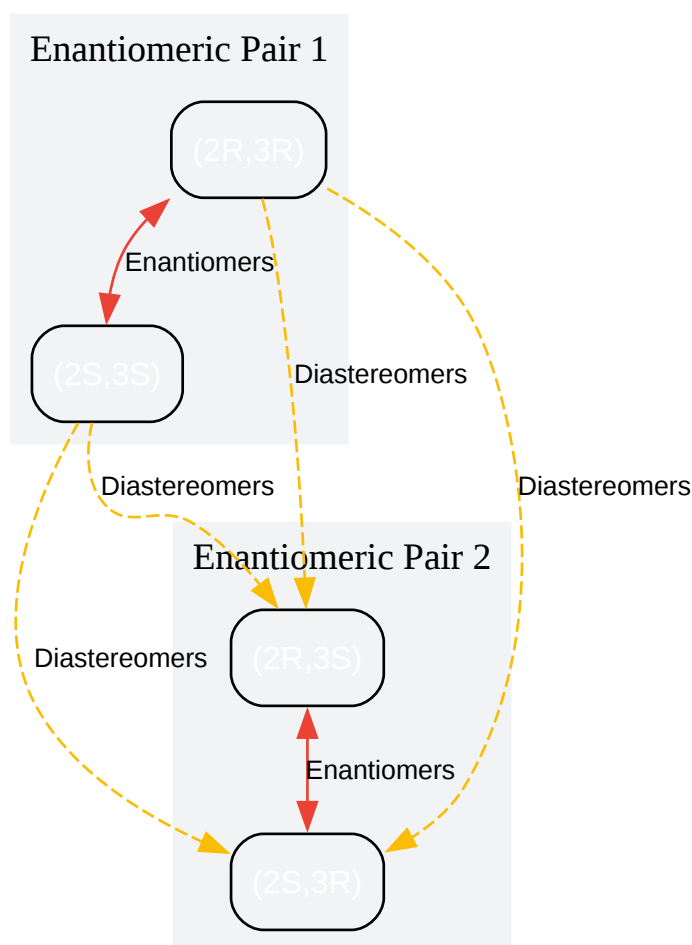 Enantiomeric Pair 1
(2R,3R)
Enantiomers
(2S,3S)
Diastereomers
Diastereomers
Diastereomers
Enantiomeric Pair 2
(2R,3S)
Diastereomers
Enantiomers
(2S,3R)